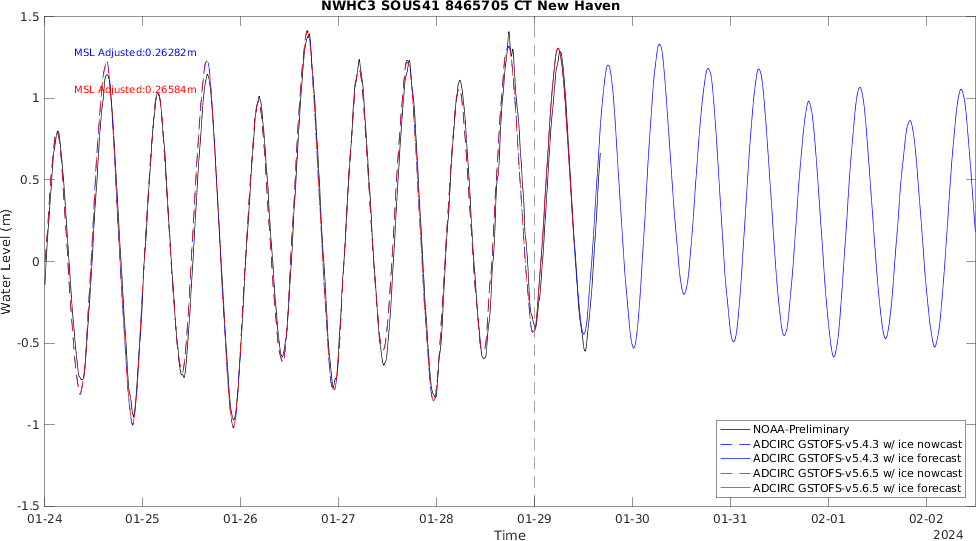 NWHC3 SOUS41 8465705 CT New Haven
1.5
MSL Adjusted:0.26282m
MSL Adjusted:0.26584m
1
0.5
0
-0.5
-1
-1.5
Water Level (m)
NOAA-Preliminary
ADCIRC GSTOFS-v5.4.3 w/ ice nowcast
ADCIRC GSTOFS-v5.4.3 w/ ice forecast
ADCIRC GSTOFS-v5.6.5 w/ ice nowcast
ADCIRC GSTOFS-v5.6.5 w/ ice forecast
01-24 01-25 01-26 01-27 01-28 01-29 01-30 01-31 02-01 02-02
Time
2024